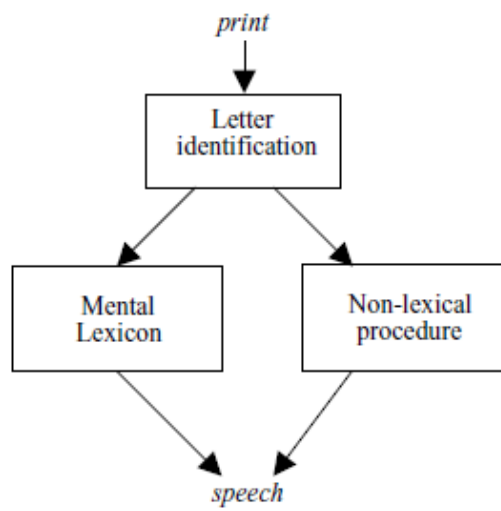 print
Letter
identification
Mental
Lexicon
Non-lexical
procedure
speech